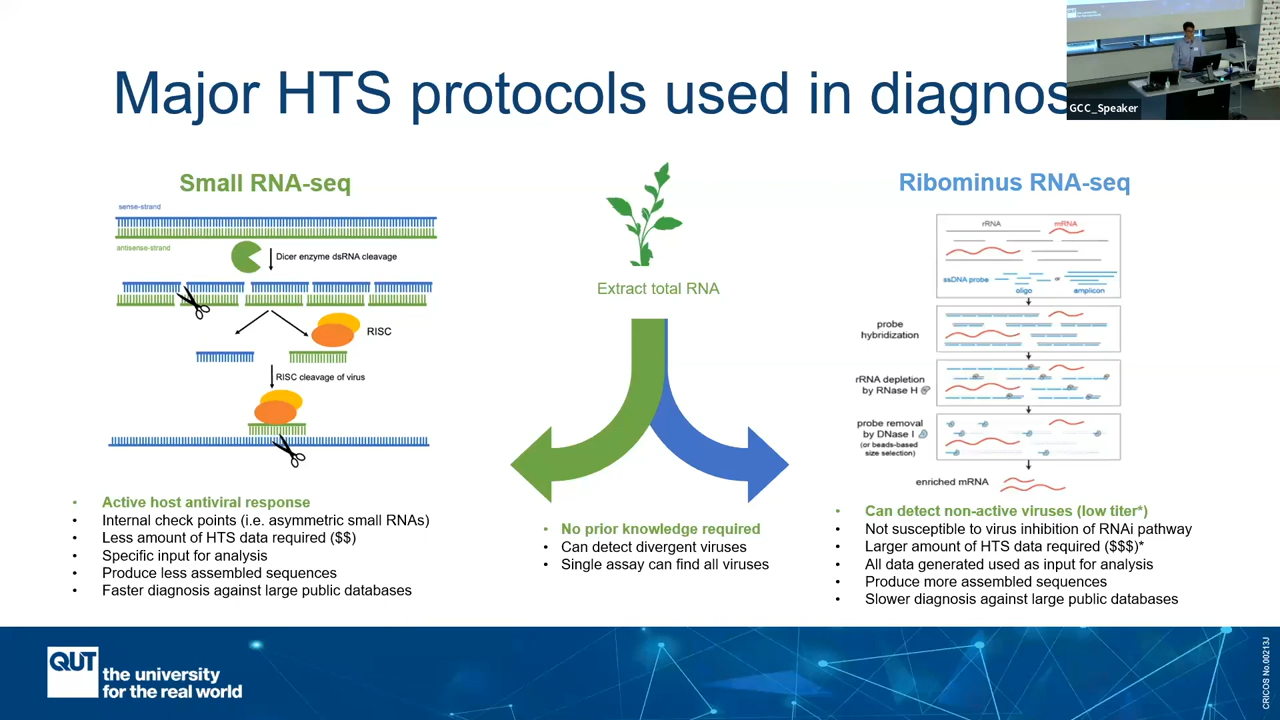 Major HTS protocols used in diagnos
GCC_Speaker
Small RNA-seq
sense-strand
antisense-strand
Dicer enzyme dsRNA cleavage
RISC
RISC cleavage of virus
• Active host antiviral response
• Internal check points (i.e. asymmetric small RNAs)
• Less amount of HTS data required ($$)
• Specific input for analysis
• Produce less assembled sequences
• Faster diagnosis against large public databases
Extract total RNA
• No prior knowledge required
• Can detect divergent viruses
• Single assay can find all viruses
Ribominus RNA-seq
rRNA
mRNA
ssDNA probe
or
oligo
amplicon
probe
hybridization
rRNA depletion
by RNase H
probe removal
by DNase I
(or beads-based
size selection)
enriched mRNA
• Can detect non-active viruses (low titer*)
• Not susceptible to virus inhibition of RNAi pathway
• Larger amount of HTS data required ($$$)*
• All data generated used as input for analysis
• Produce more assembled sequences
• Slower diagnosis against large public databases
QUT
the university
for the real world
CRICOS No.00213J